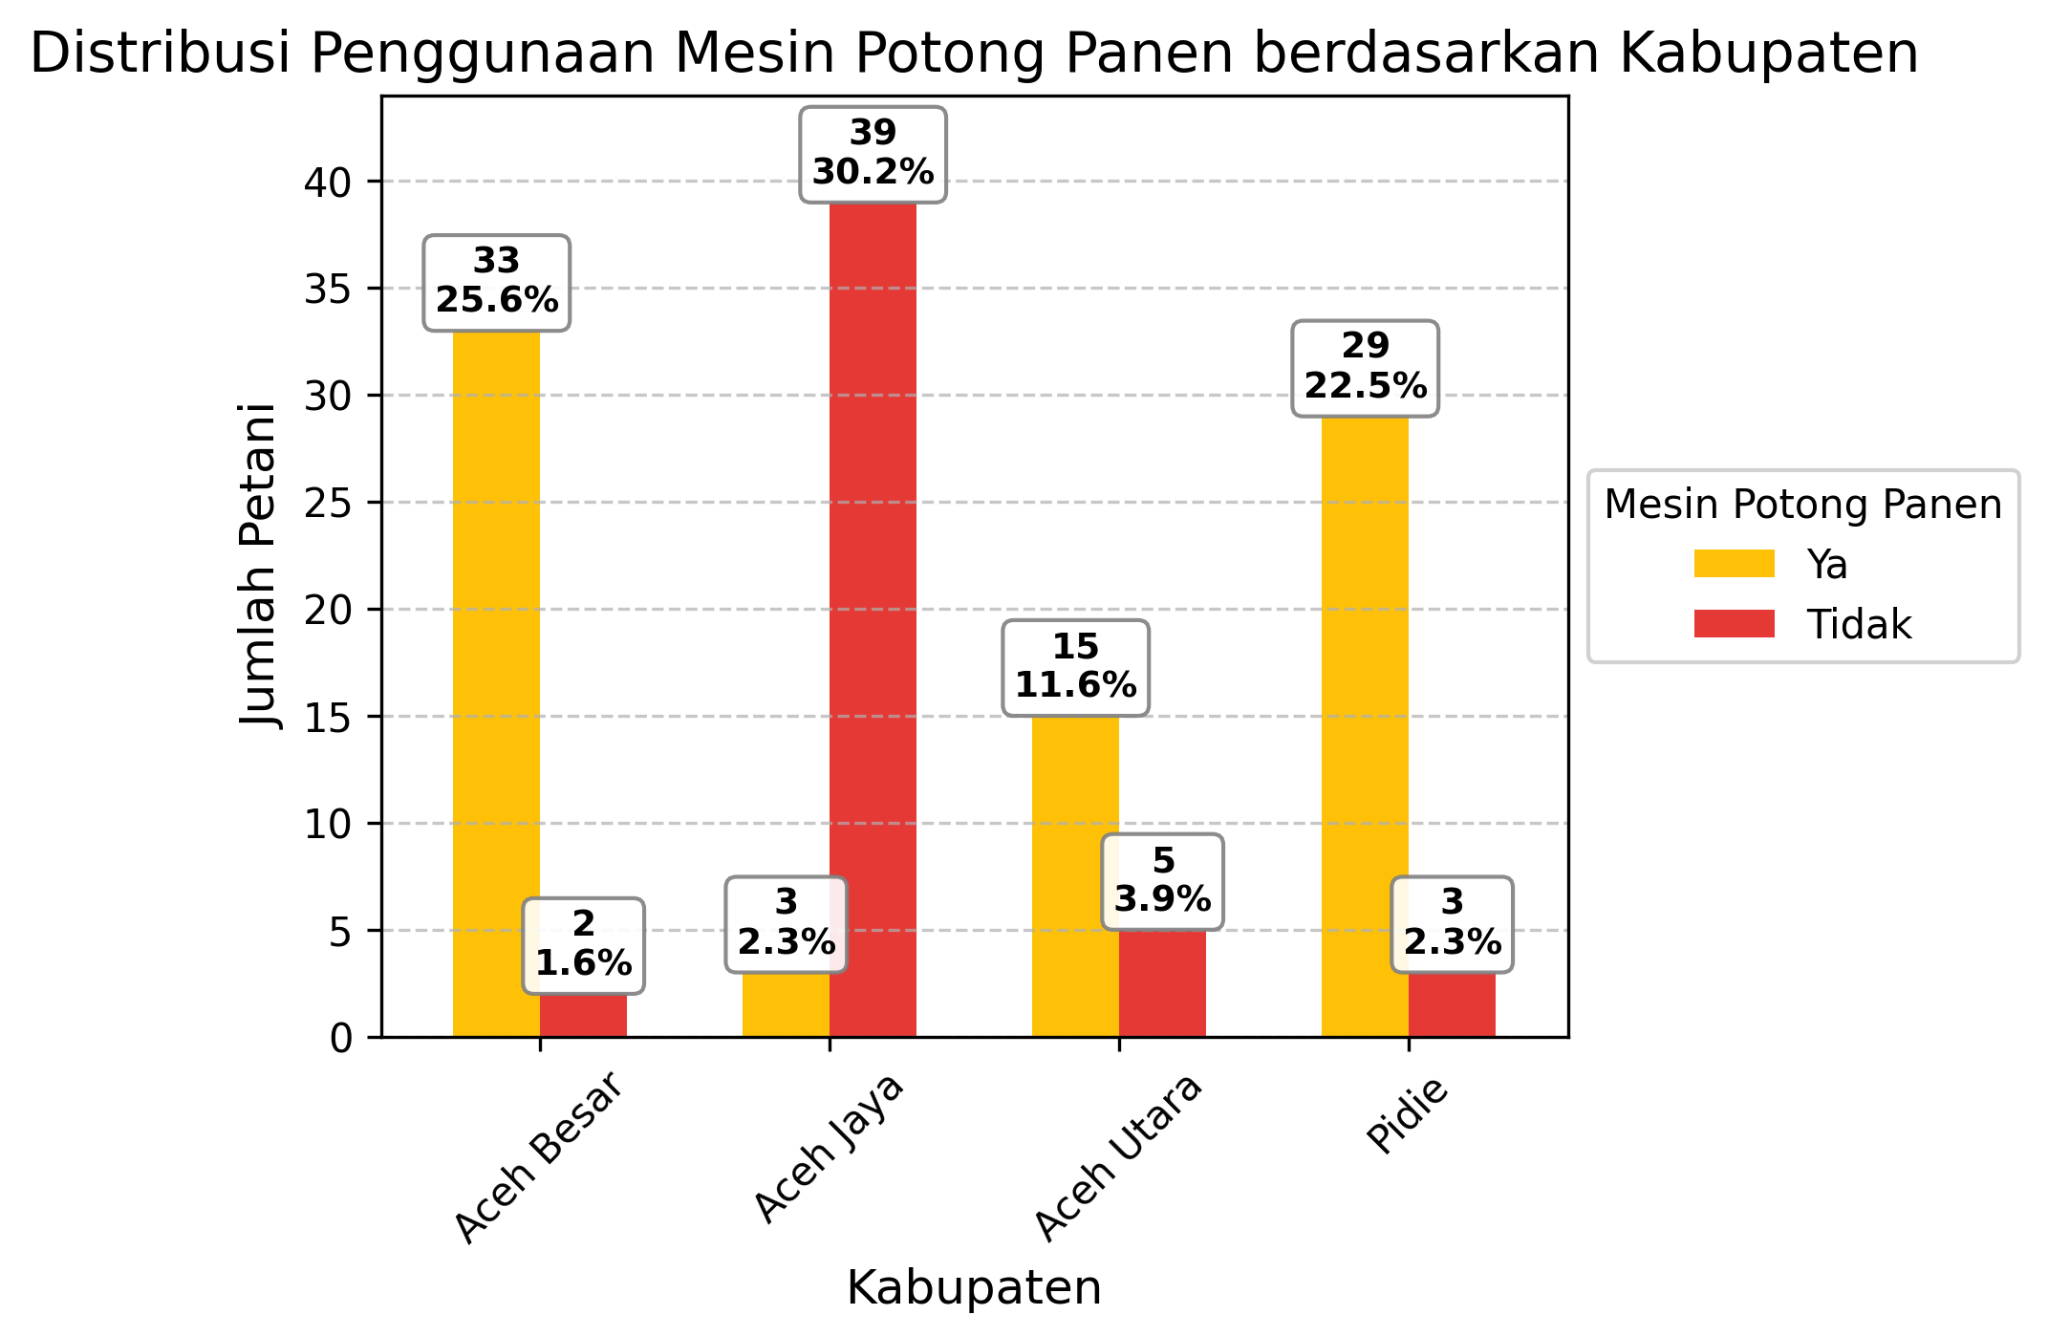 Distribusi Penggunaan Mesin Potong Panen berdasarkan Kabupaten
Jumlah Petani
40
35
30
25
20
15
10
5
0
33
25.6%
2
1.6%
3
2.3%
39
30.2%
15
11.6%
5
3.9%
29
22.5%
3
2.3%
Aceh Besar
Aceh Jaya
Aceh Utara
Pidie
Kabupaten
Mesin Potong Panen
Ya
Tidak